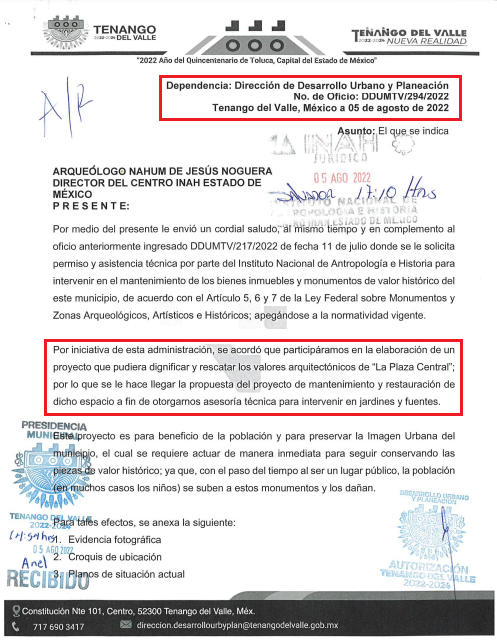 TENANGO
2022-2024 DEL VALLE
TENANGO DEL VALLE
2022-2024 NUEVA REALIDAD
"2022 Año del Quincentenario de Toluca, Capital del Estado de México"
Dependencia: Dirección de Desarrollo Urbano y Planeación
No. de Oficio: DDUMTV/294/2022
Tenango del Valle, México a 05 de agosto de 2022
A/R
Asunto: El que se indica
INAH
JURIDICO
05 AGO 2022
Salvador 17:10 Hrs
INSTITUTO NACIONAL DE
ANTROPOLOGIA E HISTORIA
ESTADO DE MEXICO
ARQUEÓLOGO NAHUM DE JESÚS NOGUERA
DIRECTOR DEL CENTRO INAH ESTADO DE
MÉXICO
P R E S E N T E:
Por medio del presente le envió un cordial saludo, al mismo tiempo y en complemento al
oficio anteriormente ingresado DDUMTV/217/2022 de fecha 11 de julio donde se le solicita
permiso y asistencia técnica por parte del Instituto Nacional de Antropología e Historia para
intervenir en el mantenimiento de los bienes inmuebles y monumentos de valor histórico del
este municipio, de acuerdo con el Artículo 5, 6 y 7 de la Ley Federal sobre Monumentos y
Zonas Arqueológicos, Artísticos e Históricos; apegándose a la normatividad vigente.
Por iniciativa de esta administración, se acordó que participáramos en la elaboración de un
proyecto que pudiera dignificar y rescatar los valores arquitectónicos de "La Plaza Central";
por lo que se le hace llegar la propuesta del proyecto de mantenimiento y restauración de
dicho espacio a fin de otorgarnos asesoría técnica para intervenir en jardines y fuentes.
PRESIDENCIA
MUNICIPAL
Este proyecto es para beneficio de la población y para preservar la Imagen Urbana del
municipio, el cual se requiere actuar de manera inmediata para seguir conservando las
piezas de valor histórico; ya que, con el paso del tiempo al ser un lugar público, la población
(en muchos casos los niños) se suben a estos monumentos y los dañan.
DESARROLLO URBANO
Y PLANEACIÓN
TENANGO DEL VALLE
2022-2024
Para tales efectos, se anexa la siguiente:
1. Evidencia fotográfica
05 AGO 2022
2. Croquis de ubicación
Anel
3. Planos de situación actual
RECIBIDO
AUTORIZACIÓN
TENANGO DEL VALLE
2022-2024
Constitución Nte 101, Centro, 52300 Tenango del Valle, Méx.
717 690 3417
direccion.desarrollourbyplan@tenangodelvalle.gob.mx